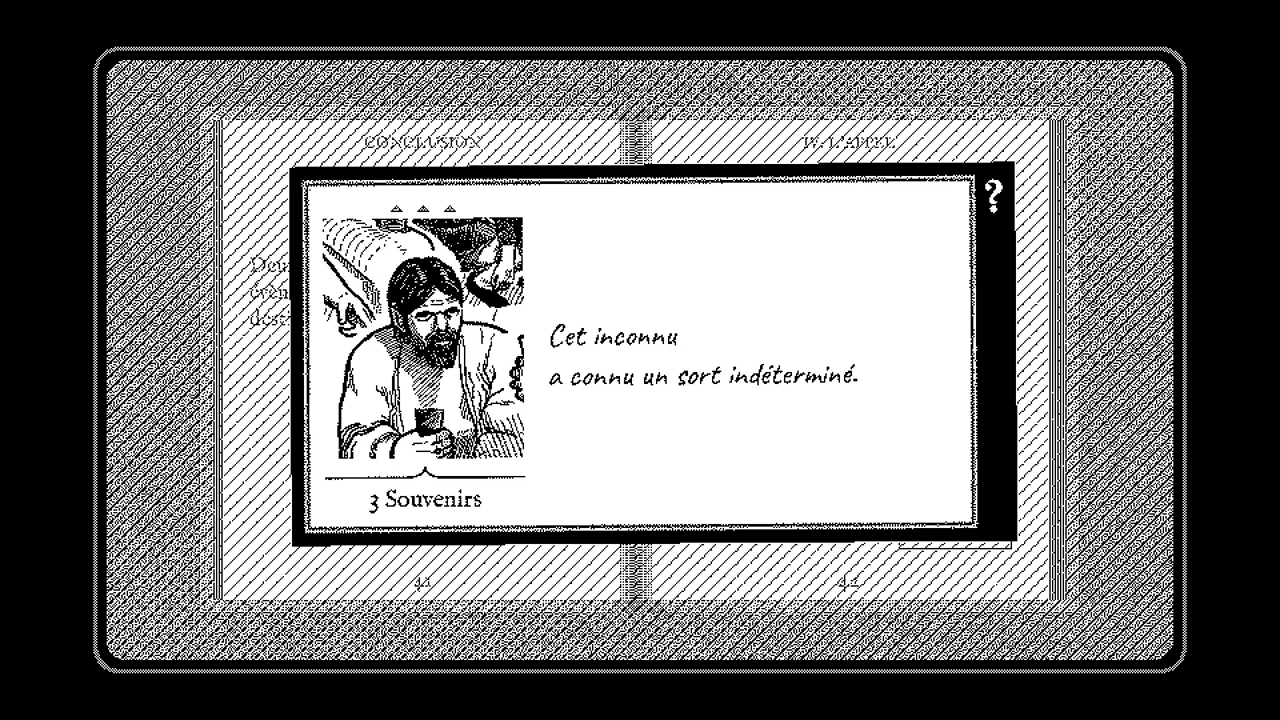 CONCLUSION
IV. L'APPEL
?
Cet inconnu
a connu un sort indéterminé.
3 Souvenirs